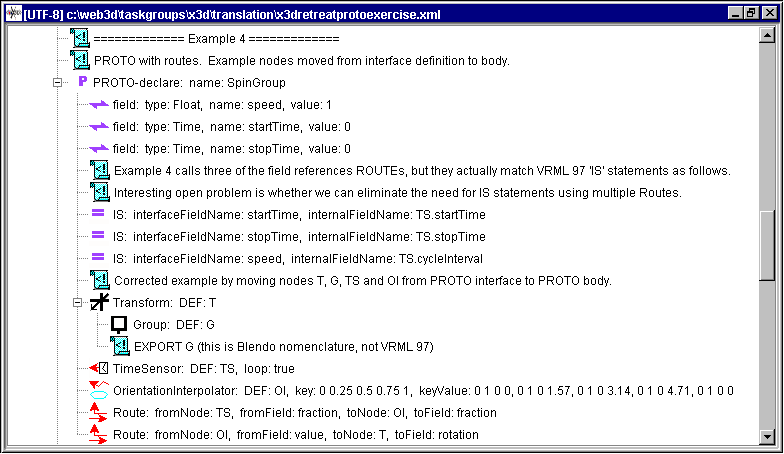 [UTF-8] c:\web3d\taskgroups\x3d\translation\x3dretreatprotoexercise.xml
============= Example 4 =============
PROTO with routes. Example nodes moved from interface definition to body.
P PROTO-declare: name: SpinGroup
field: type: Float, name: speed, value: 1
field: type: Time, name: startTime, value: 0
field: type: Time, name: stopTime, value: 0
Example 4 calls three of the field references ROUTEs, but they actually match VRML 97 'IS' statements as follows.
Interesting open problem is whether we can eliminate the need for IS statements using multiple Routes.
IS: interfaceFieldName: startTime, internalFieldName: TS.startTime
IS: interfaceFieldName: stopTime, internalFieldName: TS.stopTime
IS: interfaceFieldName: speed, internalFieldName: TS.cycleInterval
Corrected example by moving nodes T, G, TS and OI from PROTO interface to PROTO body.
Transform: DEF: T
Group: DEF: G
EXPORT G (this is Blendo nomenclature, not VRML 97)
TimeSensor: DEF: TS, loop: true
OrientationInterpolator: DEF: OI, key: 0 0.25 0.5 0.75 1, keyValue: 0 1 0 0, 0 1 0 1.57, 0 1 0 3.14, 0 1 0 4.71, 0 1 0 0
Route: fromNode: TS, fromField: fraction, toNode: OI, toField: fraction
Route: fromNode: OI, fromField: value, toNode: T, toField: rotation